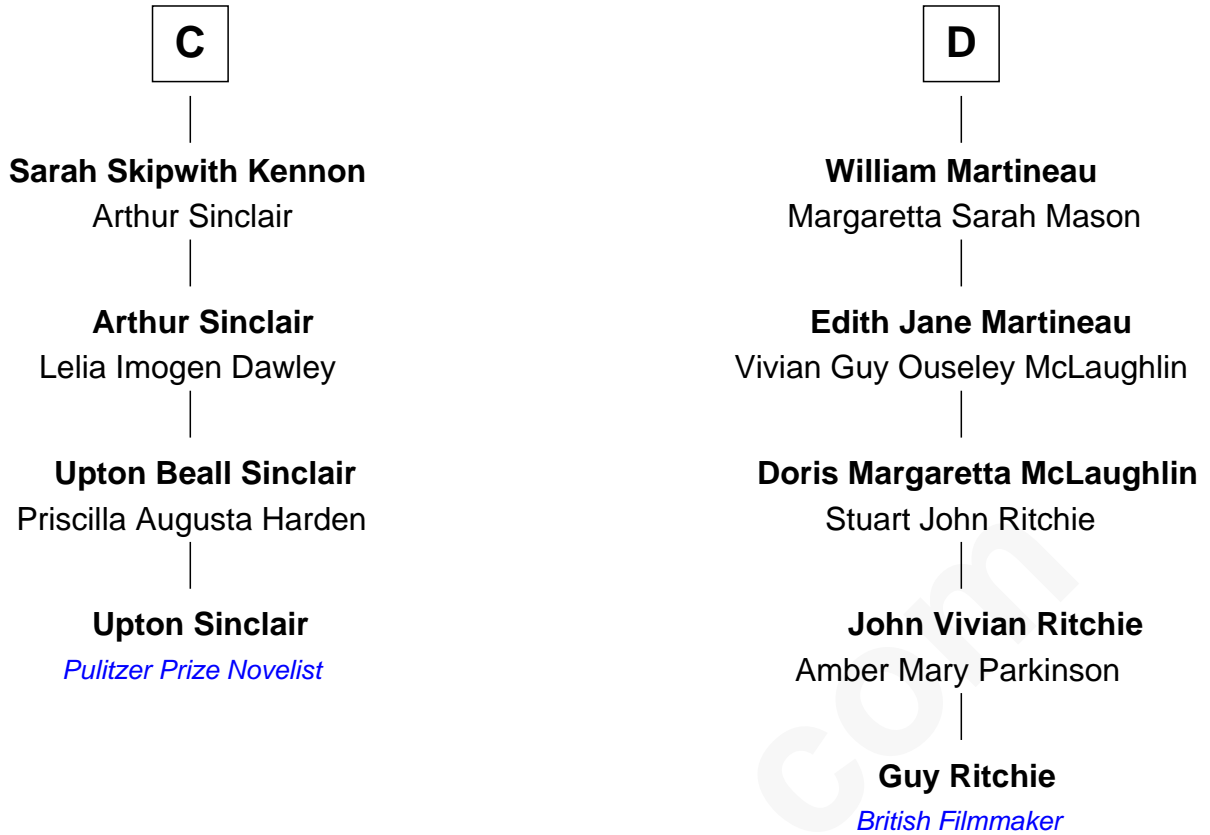 C
Sarah Skipwith Kennon
Arthur Sinclair
Arthur Sinclair
Lelia Imogen Dawley
Upton Beall Sinclair
Priscilla Augusta Harden
Upton Sinclair
Pulitzer Prize Novelist
D
William Martineau
Margaretta Sarah Mason
Edith Jane Martineau
Vivian Guy Ouseley McLaughlin
Doris Margaretta McLaughlin
Stuart John Ritchie
John Vivian Ritchie
Amber Mary Parkinson
Guy Ritchie
British Filmmaker
com